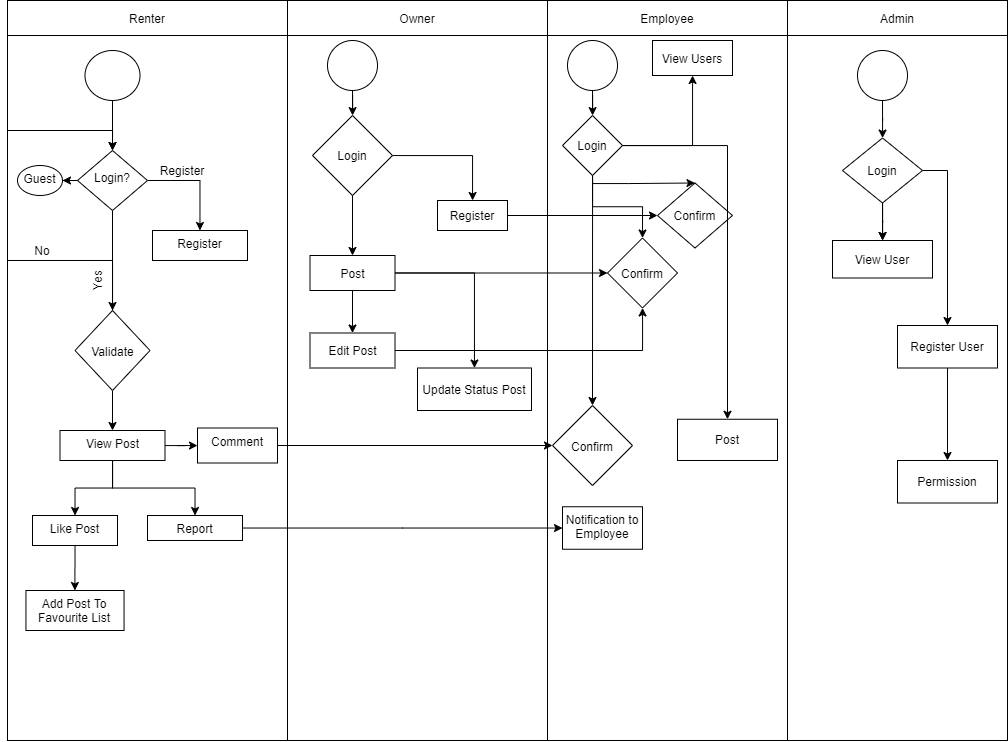 Renter
Owner
Employee
Admin
View Users
Login
Login
Login
Login?
Guest
Register
Register
Register
Confirm
No
Yes
Post
Confirm
View User
Validate
Edit Post
Register User
Update Status Post
View Post
Comment
Confirm
Post
Permission
Like Post
Report
Notification to
Employee
Add Post To
Favourite List